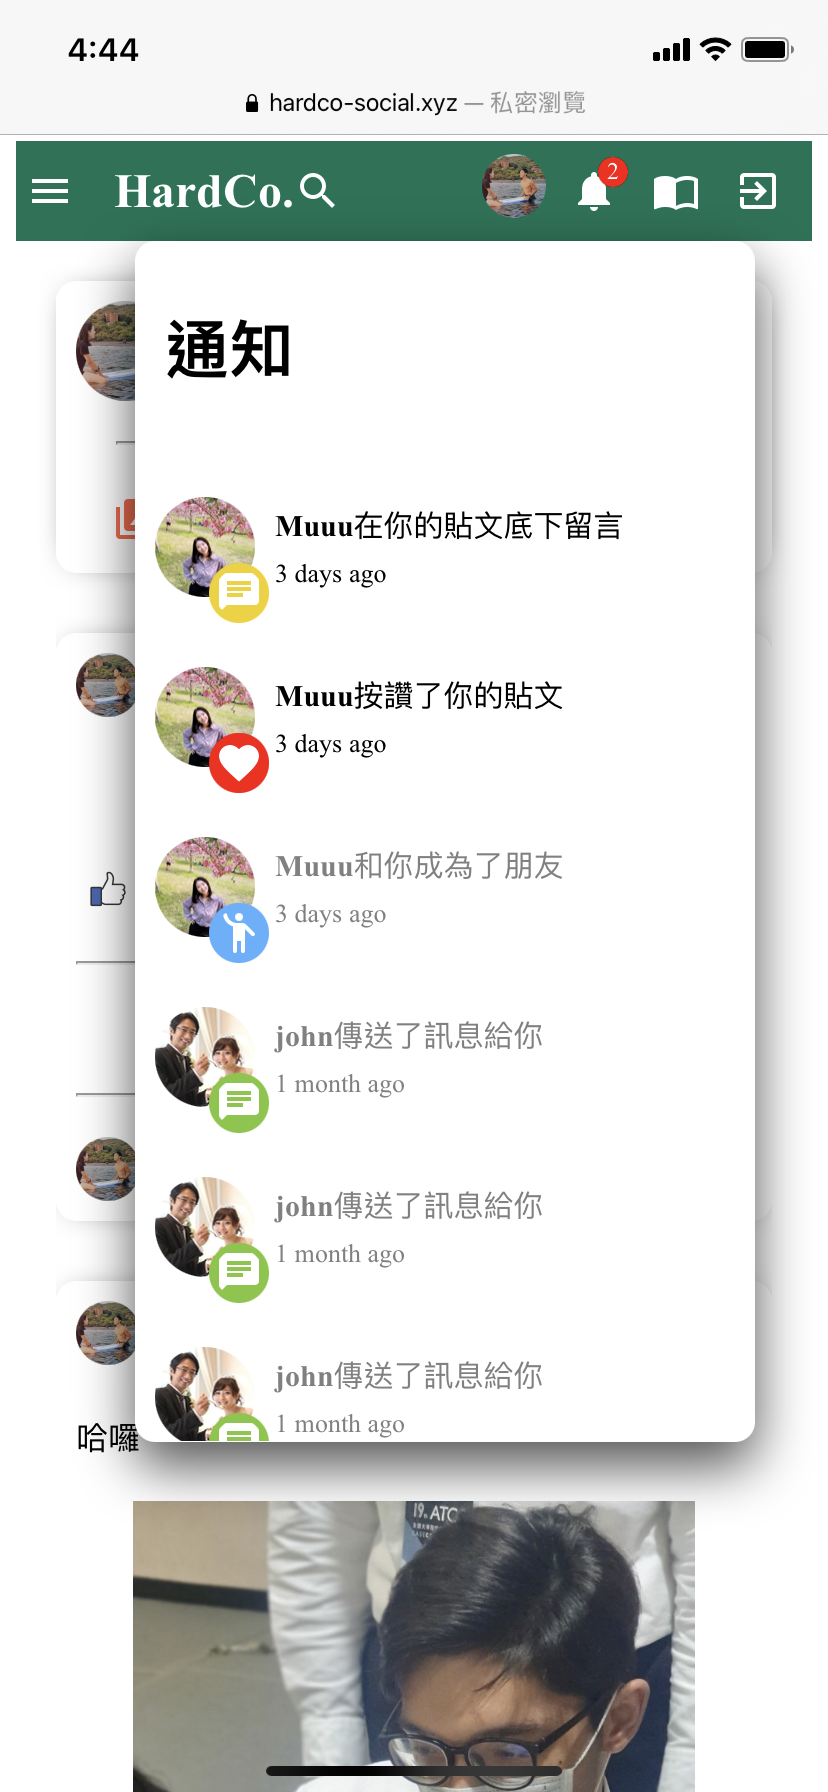 4:44
hardco-social.xyz — 私密瀏覽
HardCo.
2
通知
Muuu在你的貼文底下留言
3 days ago
Muuu按讚了你的貼文
3 days ago
Muuu和你成為了朋友
3 days ago
john傳送了訊息給你
1 month ago
john傳送了訊息給你
1 month ago
john傳送了訊息給你
1 month ago
哈囉
19. ATC